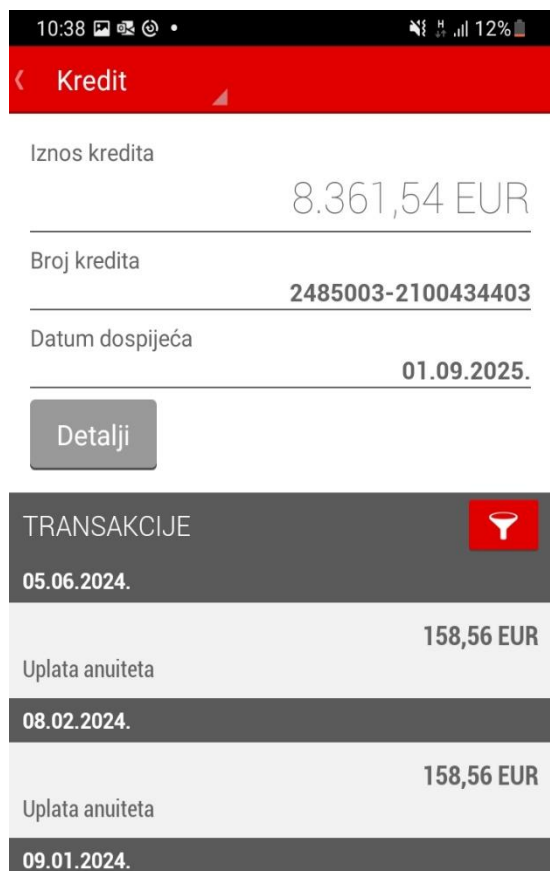 10:38
12%
Kredit
Iznos kredita
8.361,54 EUR
Broj kredita
2485003-2100434403
Datum dospijeća
01.09.2025.
Detalji
TRANSAKCIJE
05.06.2024.
158,56 EUR
Uplata anuiteta
08.02.2024.
158,56 EUR
Uplata anuiteta
09.01.2024.